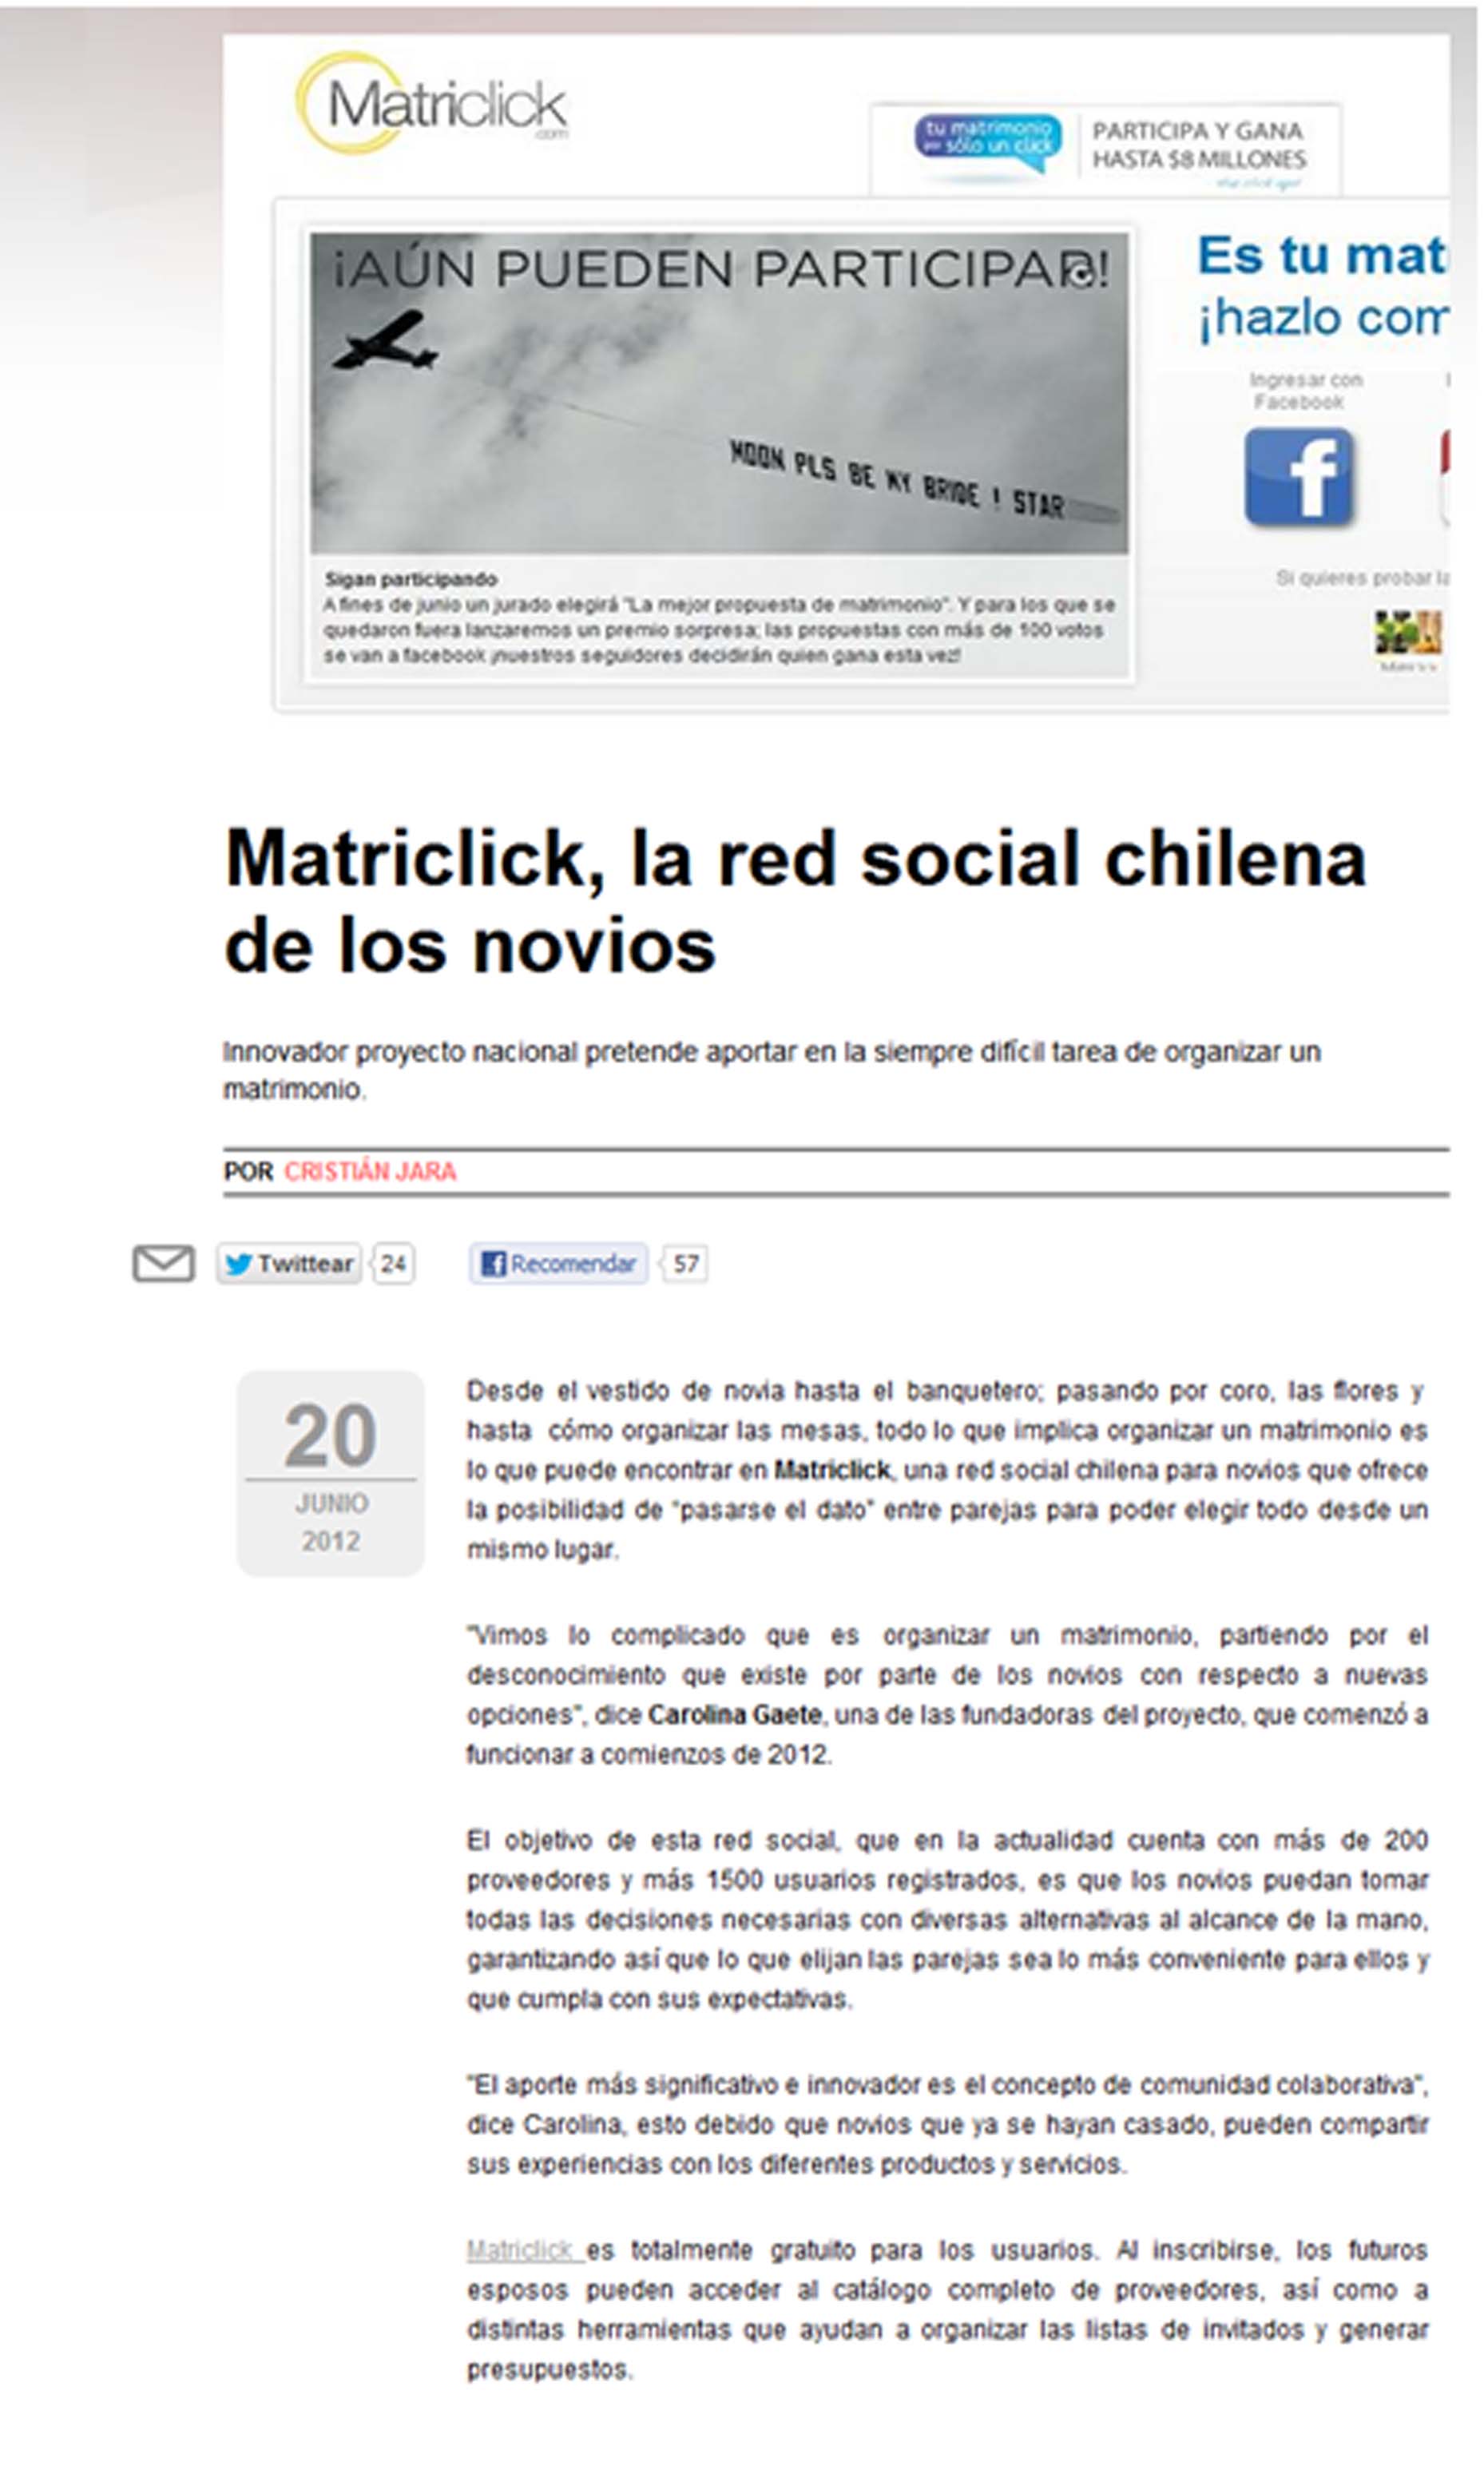 Matriclick
.com
tu matrimonio
por sólo un click
PARTICIPA Y GANA
HASTA $8 MILLONES
¡AÚN PUEDEN PARTICIPAR!
MOON PLS BE MY BRIDE ! STAR
Sigan participando
A fines de junio un jurado elegirá "La mejor propuesta de matrimonio". Y para los que se
quedaron fuera lanzaremos un premio sorpresa; las propuestas con más de 100 votos
se van a facebook ¡nuestros seguidores decidirán quien gana esta vez!
Es tu mat
¡hazlo com
Ingresar con
Facebook
Si quieres probar la
Matriclick, la red social chilena
de los novios
Innovador proyecto nacional pretende aportar en la siempre difícil tarea de organizar un
matrimonio.
POR CRISTIÁN JARA
Twittear 24
Recomendar 57
20
JUNIO
2012
Desde el vestido de novia hasta el banquetero; pasando por coro, las flores y
hasta cómo organizar las mesas, todo lo que implica organizar un matrimonio es
lo que puede encontrar en Matriclick, una red social chilena para novios que ofrece
la posibilidad de "pasarse el dato" entre parejas para poder elegir todo desde un
mismo lugar.
"Vimos lo complicado que es organizar un matrimonio, partiendo por el
desconocimiento que existe por parte de los novios con respecto a nuevas
opciones", dice Carolina Gaete, una de las fundadoras del proyecto, que comenzó a
funcionar a comienzos de 2012.
El objetivo de esta red social, que en la actualidad cuenta con más de 200
proveedores y más 1500 usuarios registrados, es que los novios puedan tomar
todas las decisiones necesarias con diversas alternativas al alcance de la mano,
garantizando así que lo que elijan las parejas sea lo más conveniente para ellos y
que cumpla con sus expectativas.
"El aporte más significativo e innovador es el concepto de comunidad colaborativa",
dice Carolina, esto debido que novios que ya se hayan casado, pueden compartir
sus experiencias con los diferentes productos y servicios.
Matriclick es totalmente gratuito para los usuarios. Al inscribirse, los futuros
esposos pueden acceder al catálogo completo de proveedores, así como a
distintas herramientas que ayudan a organizar las listas de invitados y generar
presupuestos.